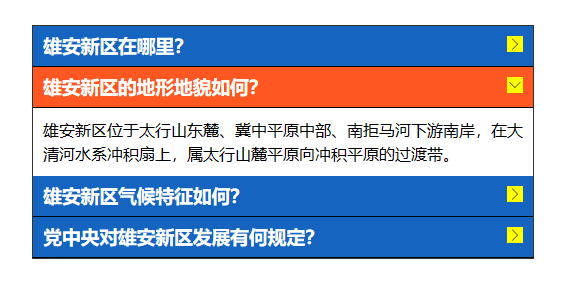 雄安新区在哪里?
雄安新区的地形地貌如何?
雄安新区位于太行山东麓、冀中平原中部、南拒马河下游南岸，在大
清河水系冲积扇上，属太行山麓平原向冲积平原的过渡带。
雄安新区气候特征如何?
党中央对雄安新区发展有何规定?